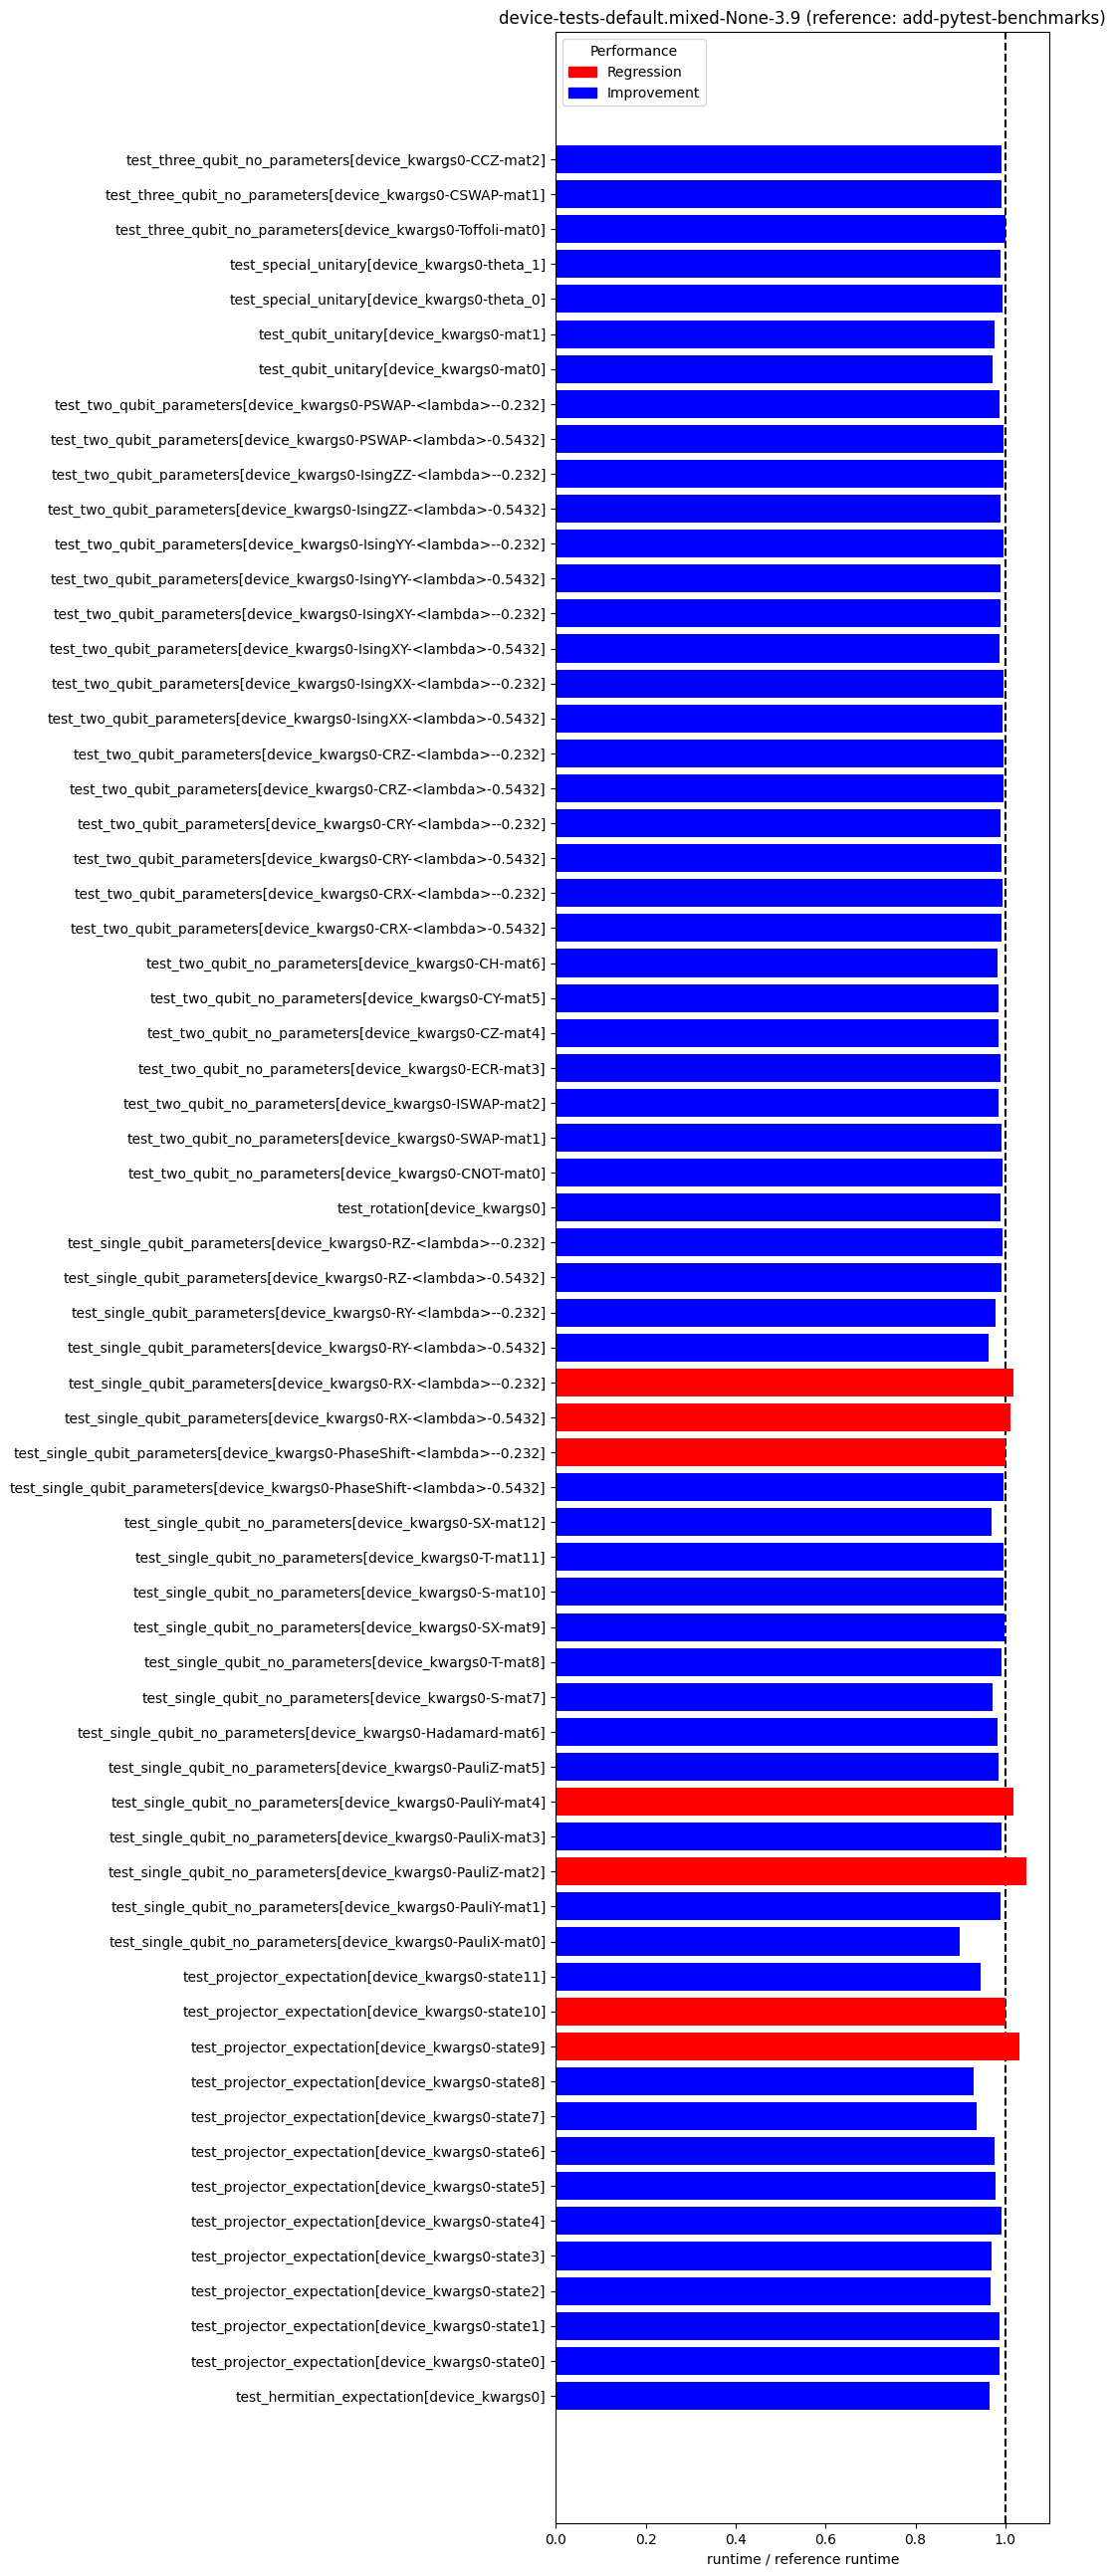 device-tests-default.mixed-None-3.9 (reference: add-pytest-benchmarks)
Performance
Regression
Improvement
test_three_qubit_no_parameters[device_kwargs0-CCZ-mat2]
test_three_qubit_no_parameters[device_kwargs0-CSWAP-mat1]
test_three_qubit_no_parameters[device_kwargs0-Toffoli-mat0]
test_special_unitary[device_kwargs0-theta_1]
test_special_unitary[device_kwargs0-theta_0]
test_qubit_unitary[device_kwargs0-mat1]
test_qubit_unitary[device_kwargs0-mat0]
test_two_qubit_parameters[device_kwargs0-PSWAP-<lambda>--0.232]
test_two_qubit_parameters[device_kwargs0-PSWAP-<lambda>-0.5432]
test_two_qubit_parameters[device_kwargs0-IsingZZ-<lambda>--0.232]
test_two_qubit_parameters[device_kwargs0-IsingZZ-<lambda>-0.5432]
test_two_qubit_parameters[device_kwargs0-IsingYY-<lambda>--0.232]
test_two_qubit_parameters[device_kwargs0-IsingYY-<lambda>-0.5432]
test_two_qubit_parameters[device_kwargs0-IsingXY-<lambda>--0.232]
test_two_qubit_parameters[device_kwargs0-IsingXY-<lambda>-0.5432]
test_two_qubit_parameters[device_kwargs0-IsingXX-<lambda>--0.232]
test_two_qubit_parameters[device_kwargs0-IsingXX-<lambda>-0.5432]
test_two_qubit_parameters[device_kwargs0-CRZ-<lambda>--0.232]
test_two_qubit_parameters[device_kwargs0-CRZ-<lambda>-0.5432]
test_two_qubit_parameters[device_kwargs0-CRY-<lambda>--0.232]
test_two_qubit_parameters[device_kwargs0-CRY-<lambda>-0.5432]
test_two_qubit_parameters[device_kwargs0-CRX-<lambda>--0.232]
test_two_qubit_parameters[device_kwargs0-CRX-<lambda>-0.5432]
test_two_qubit_no_parameters[device_kwargs0-CH-mat6]
test_two_qubit_no_parameters[device_kwargs0-CY-mat5]
test_two_qubit_no_parameters[device_kwargs0-CZ-mat4]
test_two_qubit_no_parameters[device_kwargs0-ECR-mat3]
test_two_qubit_no_parameters[device_kwargs0-ISWAP-mat2]
test_two_qubit_no_parameters[device_kwargs0-SWAP-mat1]
test_two_qubit_no_parameters[device_kwargs0-CNOT-mat0]
test_rotation[device_kwargs0]
test_single_qubit_parameters[device_kwargs0-RZ-<lambda>--0.232]
test_single_qubit_parameters[device_kwargs0-RZ-<lambda>-0.5432]
test_single_qubit_parameters[device_kwargs0-RY-<lambda>--0.232]
test_single_qubit_parameters[device_kwargs0-RY-<lambda>-0.5432]
test_single_qubit_parameters[device_kwargs0-RX-<lambda>--0.232]
test_single_qubit_parameters[device_kwargs0-RX-<lambda>-0.5432]
test_single_qubit_parameters[device_kwargs0-PhaseShift-<lambda>--0.232]
test_single_qubit_parameters[device_kwargs0-PhaseShift-<lambda>-0.5432]
test_single_qubit_no_parameters[device_kwargs0-SX-mat12]
test_single_qubit_no_parameters[device_kwargs0-T-mat11]
test_single_qubit_no_parameters[device_kwargs0-S-mat10]
test_single_qubit_no_parameters[device_kwargs0-SX-mat9]
test_single_qubit_no_parameters[device_kwargs0-T-mat8]
test_single_qubit_no_parameters[device_kwargs0-S-mat7]
test_single_qubit_no_parameters[device_kwargs0-Hadamard-mat6]
test_single_qubit_no_parameters[device_kwargs0-PauliZ-mat5]
test_single_qubit_no_parameters[device_kwargs0-PauliY-mat4]
test_single_qubit_no_parameters[device_kwargs0-PauliX-mat3]
test_single_qubit_no_parameters[device_kwargs0-PauliZ-mat2]
test_single_qubit_no_parameters[device_kwargs0-PauliY-mat1]
test_single_qubit_no_parameters[device_kwargs0-PauliX-mat0]
test_projector_expectation[device_kwargs0-state11]
test_projector_expectation[device_kwargs0-state10]
test_projector_expectation[device_kwargs0-state9]
test_projector_expectation[device_kwargs0-state8]
test_projector_expectation[device_kwargs0-state7]
test_projector_expectation[device_kwargs0-state6]
test_projector_expectation[device_kwargs0-state5]
test_projector_expectation[device_kwargs0-state4]
test_projector_expectation[device_kwargs0-state3]
test_projector_expectation[device_kwargs0-state2]
test_projector_expectation[device_kwargs0-state1]
test_projector_expectation[device_kwargs0-state0]
test_hermitian_expectation[device_kwargs0]
0.0 0.2 0.4 0.6 0.8 1.0
runtime / reference runtime